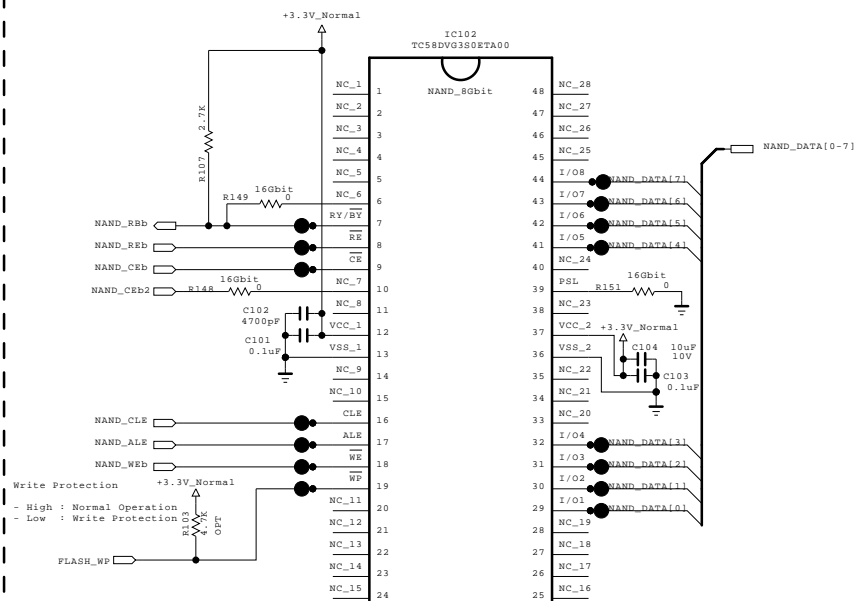 +3.3V_Normal
IC102
TC58DVG3S0ETA00
NAND_8Gbit
R107
2.7K
NC_1 1
NC_2 2
NC_3 3
NC_4 4
NC_5 5
R149
16Gbit
0
NC_6 6
NAND_RBb
RY/BY 7
NAND_REb
RE 8
NAND_CEb
CE 9
NAND_CEb2
R148
16Gbit
0
NC_7 10
C102
4700pF
NC_8 11
C101
0.1uF
VCC_1 12
VSS_1 13
NC_9 14
NC_10 15
NAND_CLE
CLE 16
NAND_ALE
ALE 17
NAND_WEb
WE 18
WP 19
Write Protection
- High : Normal Operation
- Low : Write Protection
+3.3V_Normal
R103
4.7K
OPT
FLASH_WP
NC_11 20
NC_12 21
NC_13 22
NC_14 23
NC_15 24
48 NC_28
47 NC_27
46 NC_26
45 NC_25
NAND_DATA[0-7]
44 I/O8 NAND_DATA[7]
43 I/O7 NAND_DATA[6]
42 I/O6 NAND_DATA[5]
41 I/O5 NAND_DATA[4]
40 NC_24
39 PSL
R151
16Gbit
0
38 NC_23
37 VCC_2
+3.3V_Normal
36 VSS_2
C104
10uF
10V
C103
0.1uF
35 NC_22
34 NC_21
33 NC_20
32 I/O4 NAND_DATA[3]
31 I/O3 NAND_DATA[2]
30 I/O2 NAND_DATA[1]
29 I/O1 NAND_DATA[0]
28 NC_19
27 NC_18
26 NC_17
25 NC_16